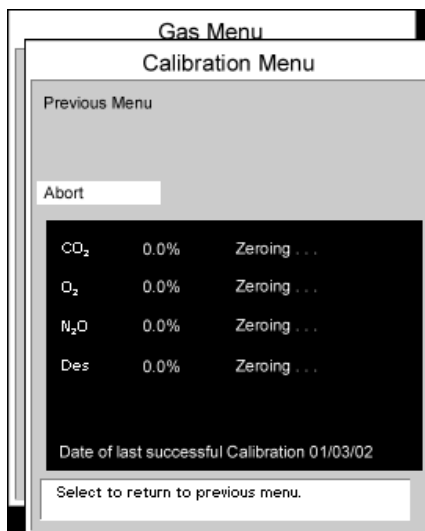 Gas Menu
Calibration Menu
Previous Menu
Abort
CO₂ 0.0% Zeroing . . .
O₂ 0.0% Zeroing . . .
N₂O 0.0% Zeroing . . .
Des 0.0% Zeroing . . .
Date of last successful Calibration 01/03/02
Select to return to previous menu.